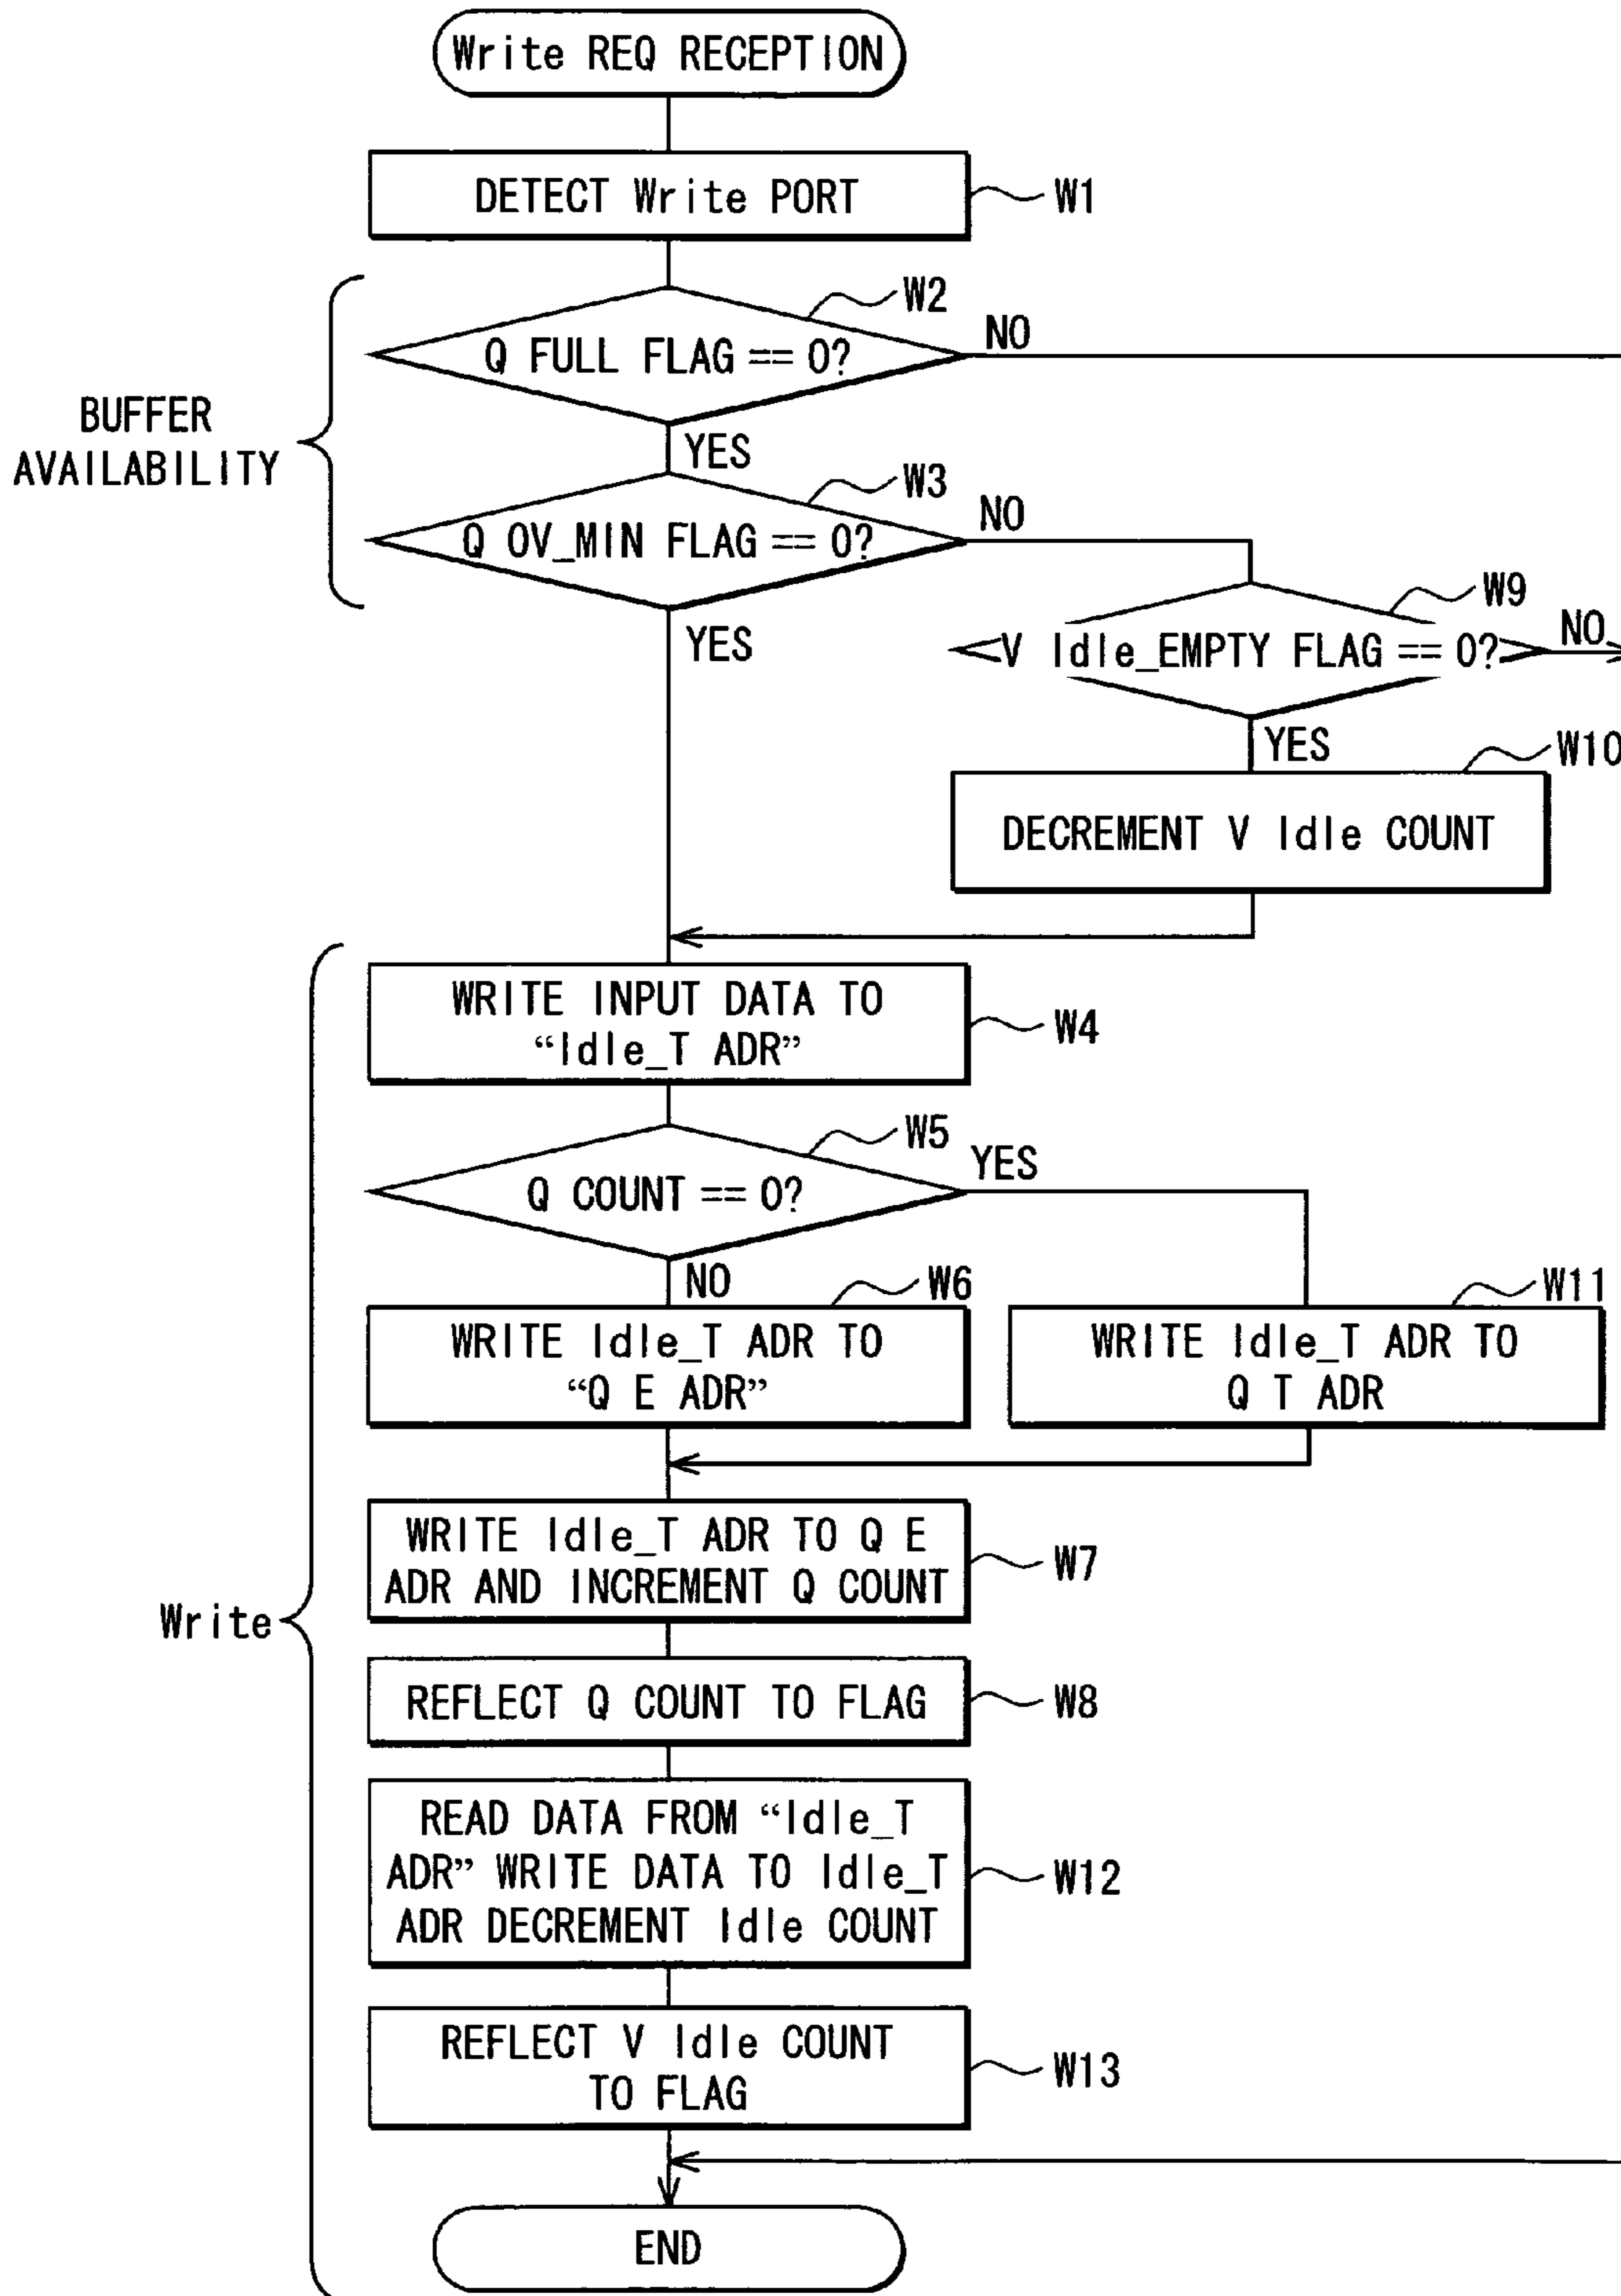 Write REQ RECEPTION
DETECT Write PORT
W1
W2
Q FULL FLAG == 0?
NO
BUFFER
AVAILABILITY
YES
W3
Q OV_MIN FLAG == 0?
NO
YES
W9
V Idle_EMPTY FLAG == 0?
NO
YES
W10
DECREMENT V Idle COUNT
WRITE INPUT DATA TO
“Idle_T ADR”
W4
W5
Q COUNT == 0?
YES
NO
W6
WRITE Idle_T ADR TO
“Q E ADR”
W11
WRITE Idle_T ADR TO
Q T ADR
WRITE Idle_T ADR TO Q E
ADR AND INCREMENT Q COUNT
W7
Write
REFLECT Q COUNT TO FLAG
W8
READ DATA FROM “Idle_T
ADR” WRITE DATA TO Idle_T
ADR DECREMENT Idle COUNT
W12
REFLECT V Idle COUNT
TO FLAG
W13
END